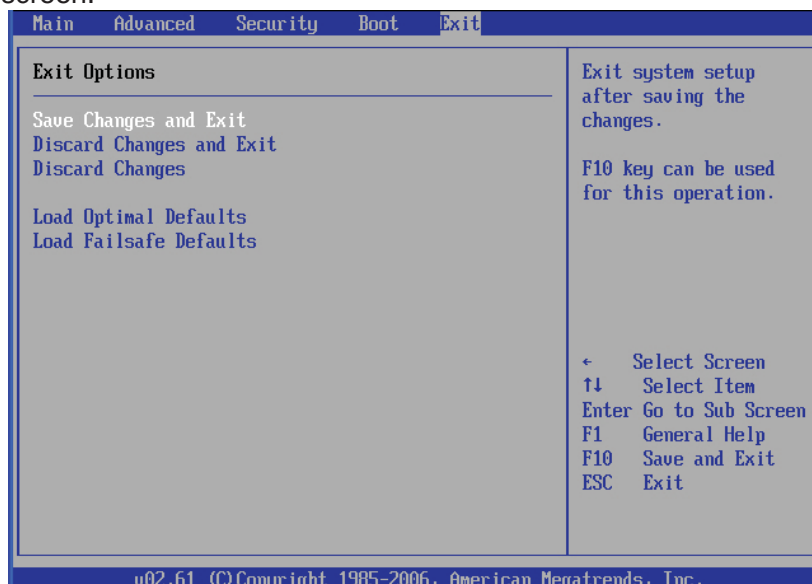 screen.
Main Advanced Security Boot Exit
Exit Options
Save Changes and Exit
Discard Changes and Exit
Discard Changes
Load Optimal Defaults
Load Failsafe Defaults
Exit system setup
after saving the
changes.
F10 key can be used
for this operation.
← Select Screen
↑↓ Select Item
Enter Go to Sub Screen
F1 General Help
F10 Save and Exit
ESC Exit
v02.61 (C)Copyright 1985-2006, American Megatrends, Inc.